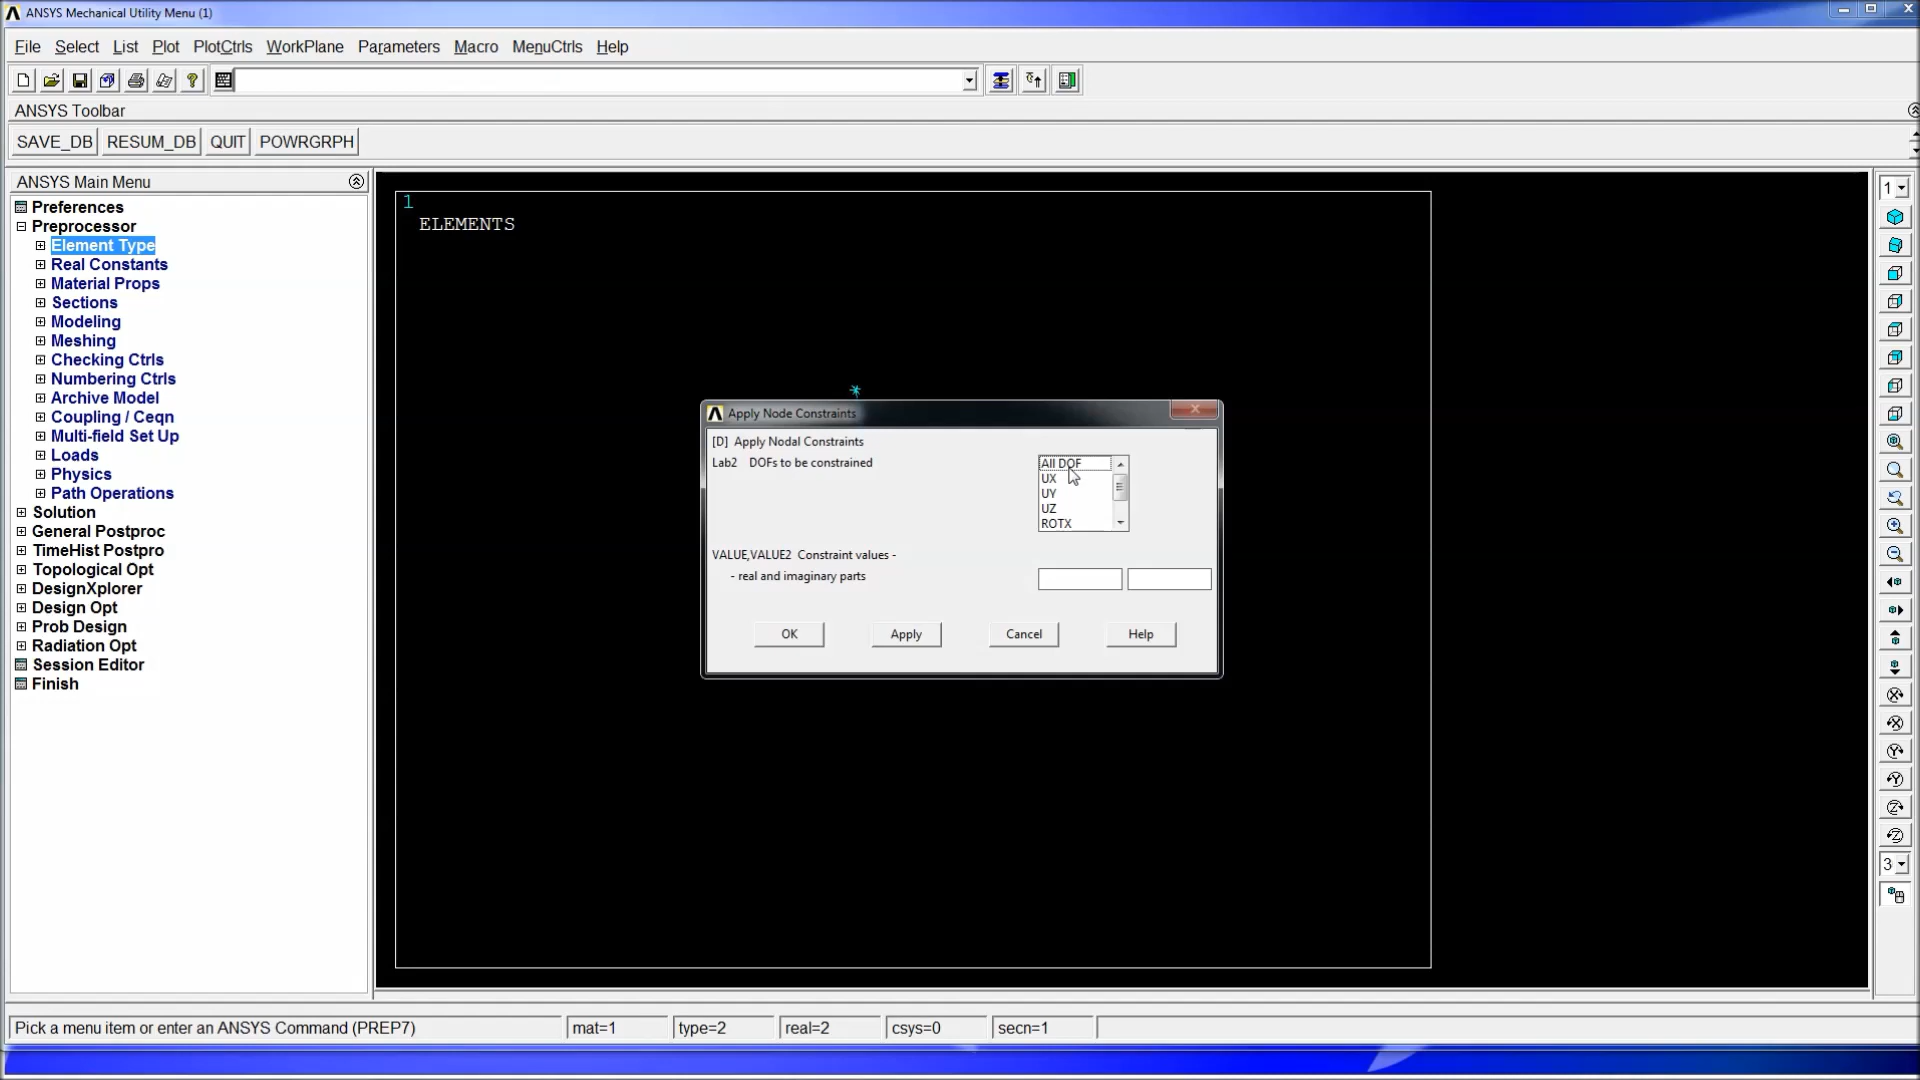 ANSYS Mechanical Utility Menu (1)
File Select List Plot PlotCtrls WorkPlane Parameters Macro MenuCtrls Help
ANSYS Toolbar
SAVE_DB RESUM_DB QUIT POWRGRPH
ANSYS Main Menu
Preferences
Preprocessor
Element Type
Real Constants
Material Props
Sections
Modeling
Meshing
Checking Ctrls
Numbering Ctrls
Archive Model
Coupling / Ceqn
Multi-field Set Up
Loads
Physics
Path Operations
Solution
General Postproc
TimeHist Postpro
Topological Opt
DesignXplorer
Design Opt
Prob Design
Radiation Opt
Session Editor
Finish
1
ELEMENTS
Apply Node Constraints
[D] Apply Nodal Constraints
Lab2 DOFs to be constrained
All DOF
UX
UY
UZ
ROTX
VALUE,VALUE2 Constraint values -
- real and imaginary parts
OK Apply Cancel Help
1
3
Pick a menu item or enter an ANSYS Command (PREP7) mat=1 type=2 real=2 csys=0 secn=1